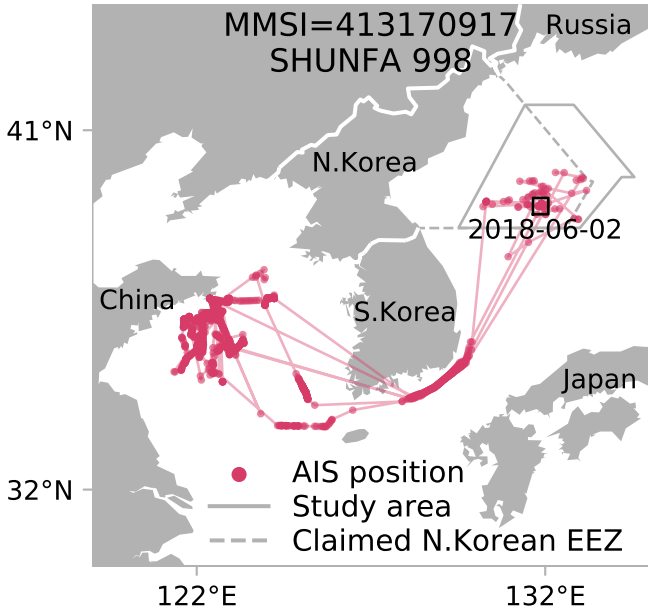 MMSI=413170917
SHUNFA 998
Russia
41°N
N.Korea
2018-06-02
China
S.Korea
Japan
32°N
AIS position
Study area
Claimed N.Korean EEZ
122°E
132°E